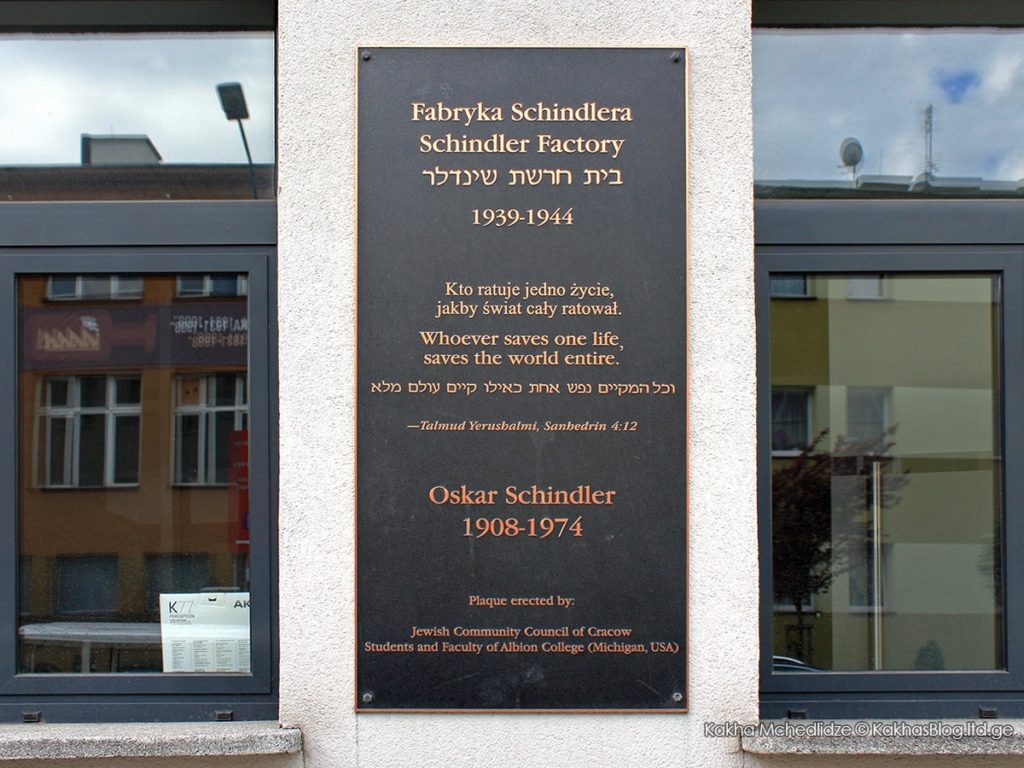 Fabryka Schindlera
Schindler Factory
בית חרשת שינדלר
1939-1944
Kto ratuje jedno życie,
jakby świat cały ratował.
Whoever saves one life,
saves the world entire.
וכל המקיים נפש אחת כאילו קיים עולם מלא
—Talmud Yerushalmi, Sanhedrin 4:12
Oskar Schindler
1908-1974
Plaque erected by:
Jewish Community Council of Cracow
Students and Faculty of Albion College (Michigan, USA)
K77
PERCEPTION
AK
Kakha Mchedlidze © KakhasBlog.ltd.ge